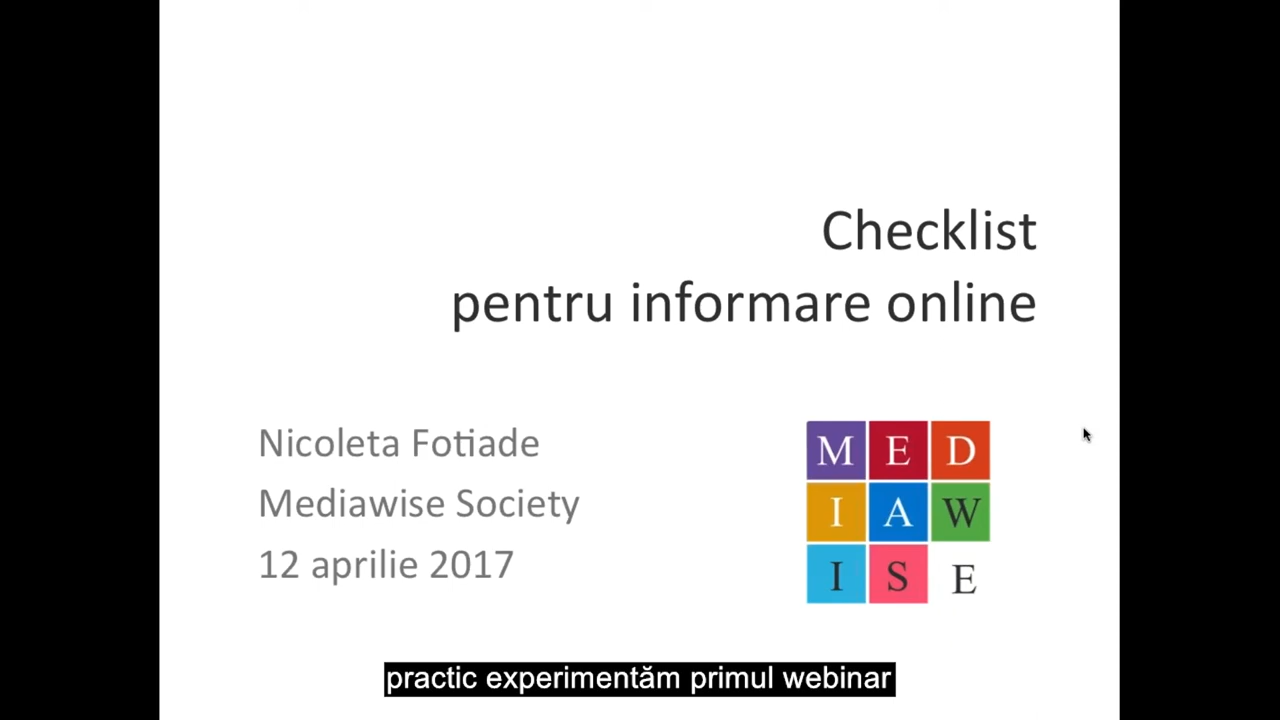 Checklist
pentru informare online
Nicoleta Fotiade
Mediawise Society
12 aprilie 2017
M E D
I A W
I S E
practic experimentăm primul webinar